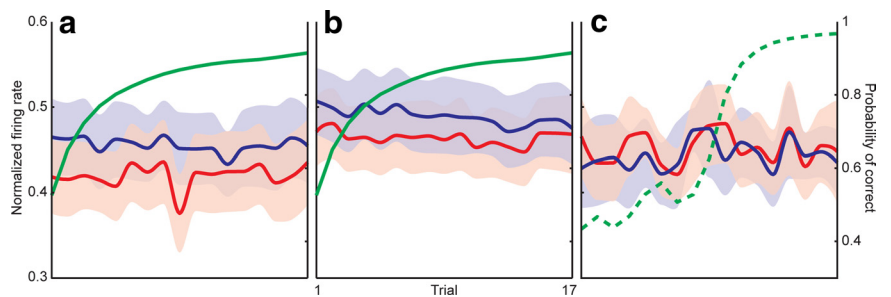 a
b
c
0.6
0.5
0.4
0.3
Normalized firing rate
1
Trial
17
1
0.8
0.6
0.4
Probability of correct